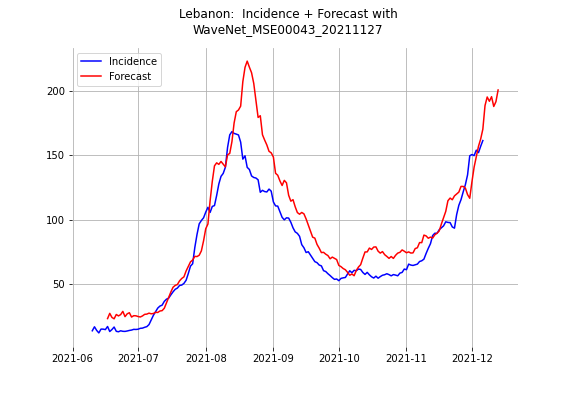 Lebanon:  Incidence + Forecast with
WaveNet_MSE00043_20211127
Incidence
Forecast
200
150
100
50
2021-06 2021-07 2021-08 2021-09 2021-10 2021-11 2021-12